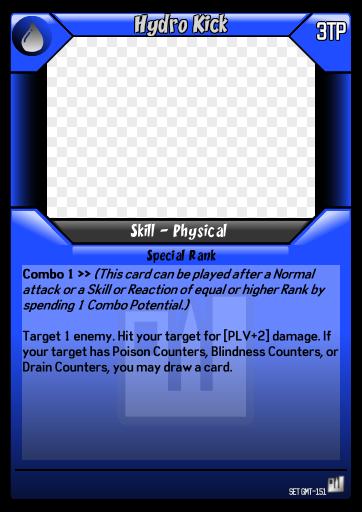 Hydro Kick
3TP
Skill - Physical
Special Rank
Combo 1 >> (This card can be played after a Normal
attack or a Skill or Reaction of equal or higher Rank by
spending 1 Combo Potential.)
Target 1 enemy. Hit your target for [PLV+2] damage. If
your target has Poison Counters, Blindness Counters, or
Drain Counters, you may draw a card.
SET GMT-151